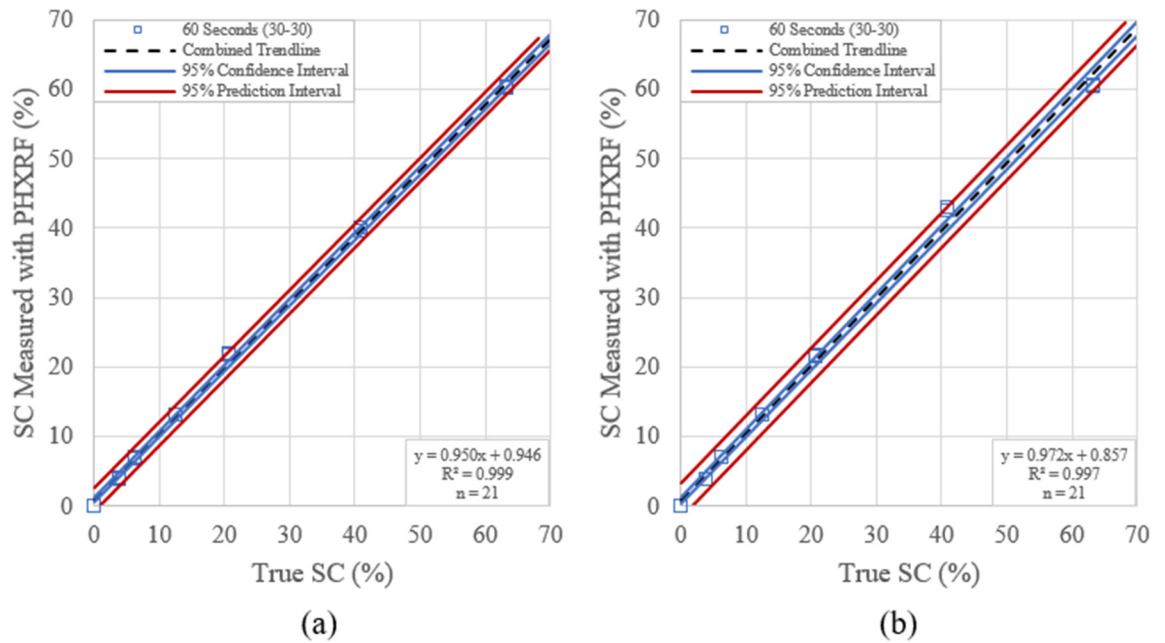 60 Seconds (30-30)
Combined Trendline
95% Confidence Interval
95% Prediction Interval
70
60
50
40
30
20
10
0
SC Measured with PHXRF (%)
y = 0.950x + 0.946
R² = 0.999
n = 21
0 10 20 30 40 50 60 70
True SC (%)
(a)
60 Seconds (30-30)
Combined Trendline
95% Confidence Interval
95% Prediction Interval
70
60
50
40
30
20
10
0
SC Measured with PHXRF (%)
y = 0.972x + 0.857
R² = 0.997
n = 21
0 10 20 30 40 50 60 70
True SC (%)
(b)